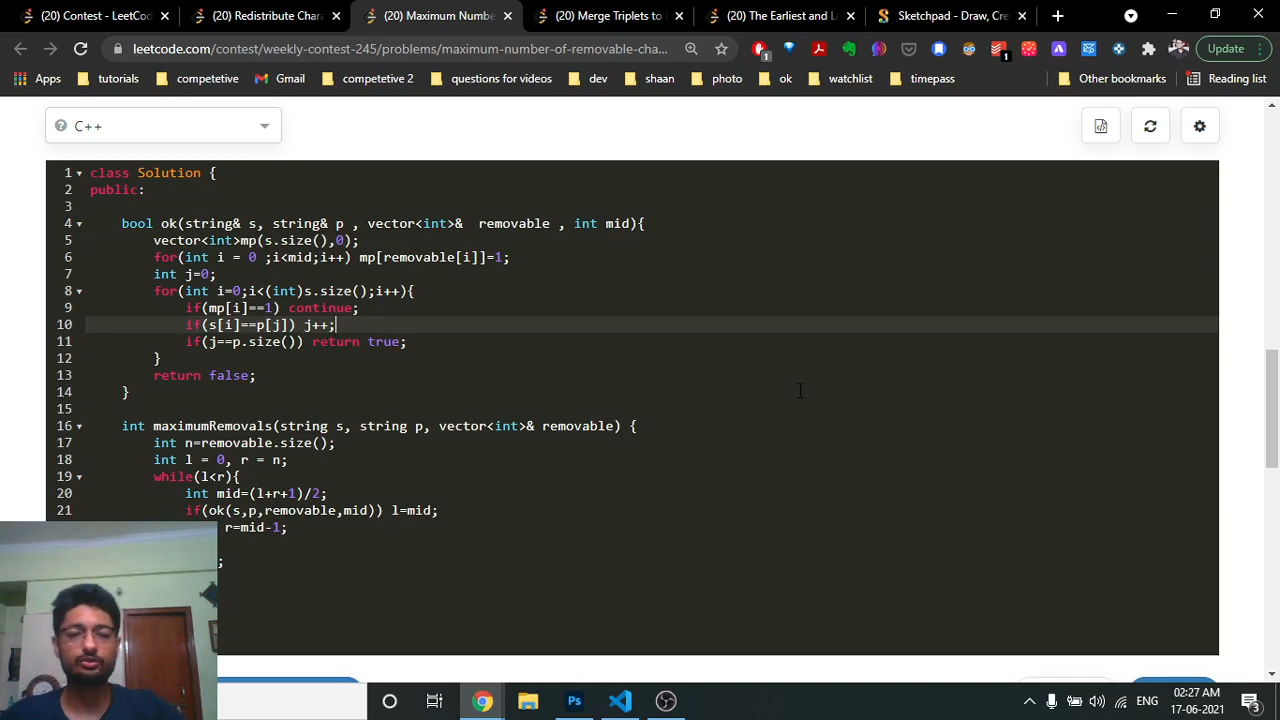 (20) Contest - LeetCod
(20) Redistribute Chara
(20) Maximum Numbe
(20) Merge Triplets to
(20) The Earliest and La
Sketchpad - Draw, Cre
leetcode.com/contest/weekly-contest-245/problems/maximum-number-of-removable-cha...
1
1
Update
Apps
tutorials
competetive
Gmail
competetive 2
questions for videos
dev
shaan
photo
ok
watchlist
timepass
Other bookmarks
Reading list
C++
1 class Solution {
2 public:
3
4 bool ok(string& s, string& p , vector<int>& removable , int mid){
5 vector<int>mp(s.size(),0);
6 for(int i = 0 ;i<mid;i++) mp[removable[i]]=1;
7 int j=0;
8 for(int i=0;i<(int)s.size();i++){
9 if(mp[i]==1) continue;
10 if(s[i]==p[j]) j++;
11 if(j==p.size()) return true;
12 }
13 return false;
14 }
15
16 int maximumRemovals(string s, string p, vector<int>& removable) {
17 int n=removable.size();
18 int l = 0, r = n;
19 while(l<r){
20 int mid=(l+r+1)/2;
21 if(ok(s,p,removable,mid)) l=mid;
r=mid-1;
;
ENG
02:27 AM
17-06-2021
3